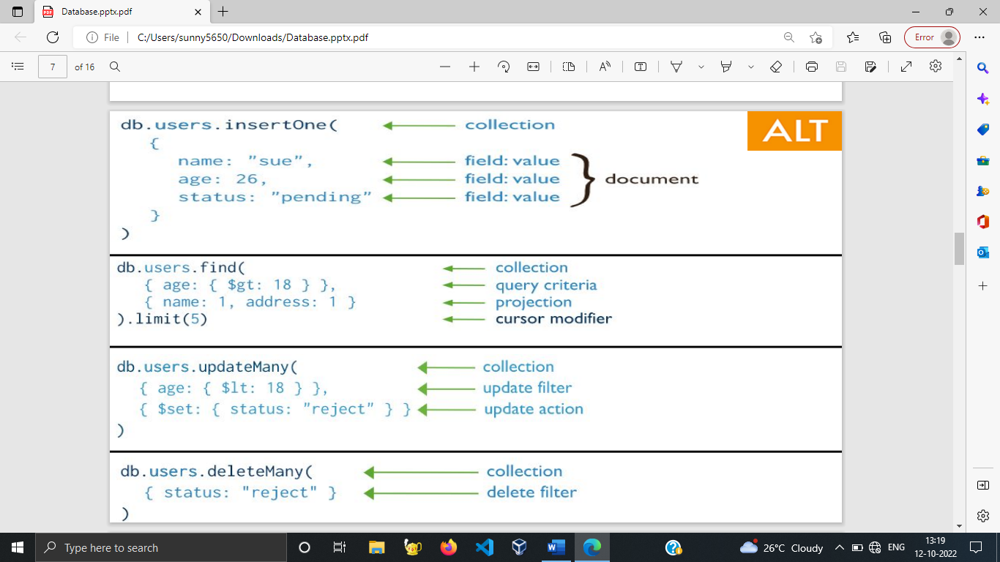 Database.pptx.pdf
File
C:/Users/sunny5650/Downloads/Database.pptx.pdf
Error
7 of 16
ALT
db.users.insertOne( collection
{
name: "sue", field: value
age: 26, field: value document
status: "pending" field: value
}
)
db.users.find( collection
{ age: { $gt: 18 } }, query criteria
{ name: 1, address: 1 } projection
).limit(5) cursor modifier
db.users.updateMany( collection
{ age: { $lt: 18 } }, update filter
{ $set: { status: "reject" } } update action
)
db.users.deleteMany( collection
{ status: "reject" } delete filter
)
Type here to search
26°C Cloudy
ENG
13:19
12-10-2022